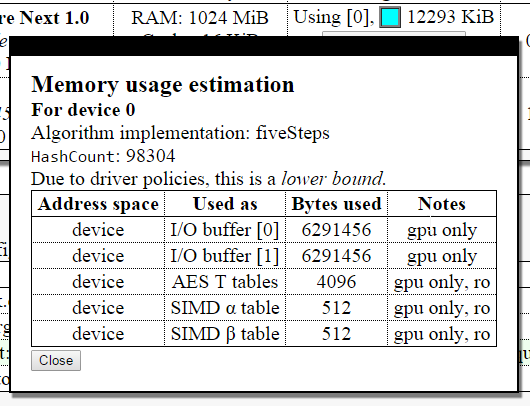 re Next 1.0
RAM: 1024 MiB
Using [0], 12293 KiB
Memory usage estimation
For device 0
Algorithm implementation: fiveSteps
HashCount: 98304
Due to driver policies, this is a lower bound.
Address space Used as Bytes used Notes
device I/O buffer [0] 6291456 gpu only
device I/O buffer [1] 6291456 gpu only
device AES T tables 4096 gpu only, ro
device SIMD α table 512 gpu only, ro
device SIMD β table 512 gpu only, ro
Close